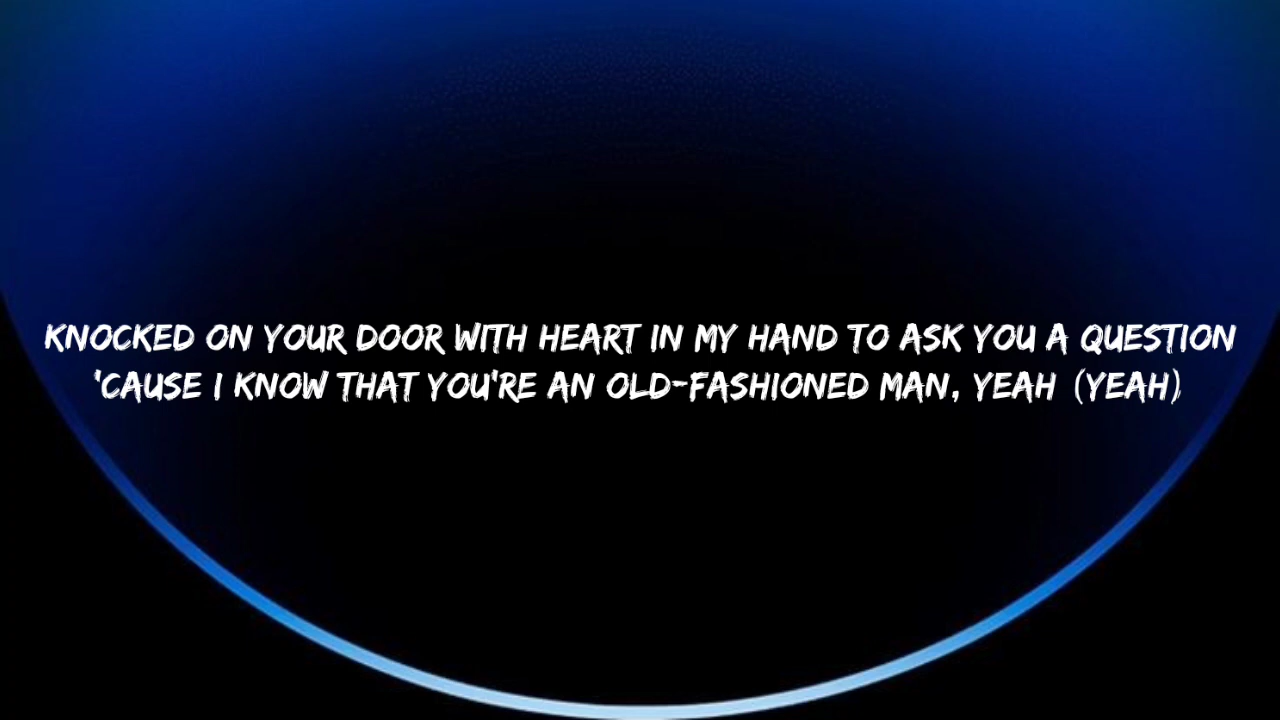 KNOCKED ON YOUR DOOR WITH HEART IN MY HAND TO ASK YOU A QUESTION
'CAUSE I KNOW THAT YOU'RE AN OLD-FASHIONED MAN, YEAH (YEAH)